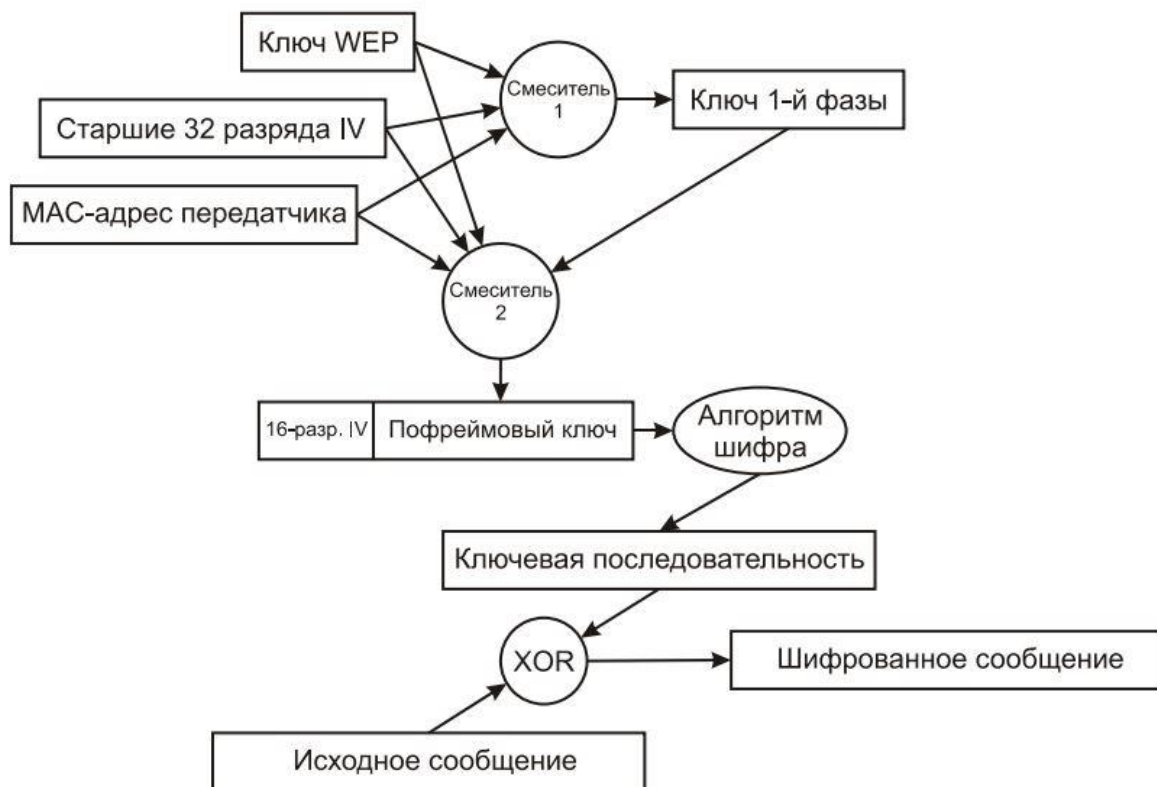 Ключ WEP
Смеситель
1
Ключ 1-й фазы
Старшие 32 разряда IV
МАС-адрес передатчика
Смеситель
2
16-разр. IV
Пофреймовый ключ
Алгоритм
шифра
Ключевая последовательность
XOR
Шифрованное сообщение
Исходное сообщение